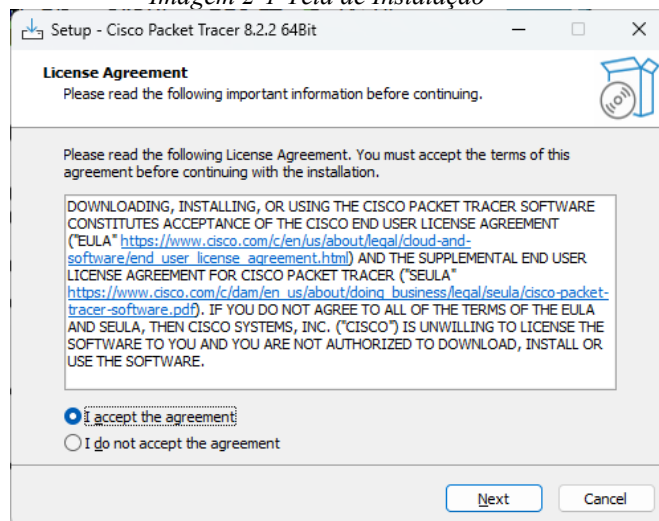 Imagem 2-1 Tela de Instalação
Setup - Cisco Packet Tracer 8.2.2 64Bit
License Agreement
Please read the following important information before continuing.
Please read the following License Agreement. You must accept the terms of this
agreement before continuing with the installation.
DOWNLOADING, INSTALLING, OR USING THE CISCO PACKET TRACER SOFTWARE
CONSTITUTES ACCEPTANCE OF THE CISCO END USER LICENSE AGREEMENT
("EULA" https://www.cisco.com/c/en/us/about/legal/cloud-and-
software/end_user_license_agreement.html) AND THE SUPPLEMENTAL END USER
LICENSE AGREEMENT FOR CISCO PACKET TRACER ("SEULA"
https://www.cisco.com/c/dam/en_us/about/doing_business/legal/seula/cisco-packet-
tracer-software.pdf). IF YOU DO NOT AGREE TO ALL OF THE TERMS OF THE EULA
AND SEULA, THEN CISCO SYSTEMS, INC. ("CISCO") IS UNWILLING TO LICENSE THE
SOFTWARE TO YOU AND YOU ARE NOT AUTHORIZED TO DOWNLOAD, INSTALL OR
USE THE SOFTWARE.
I accept the agreement
I do not accept the agreement
Next Cancel